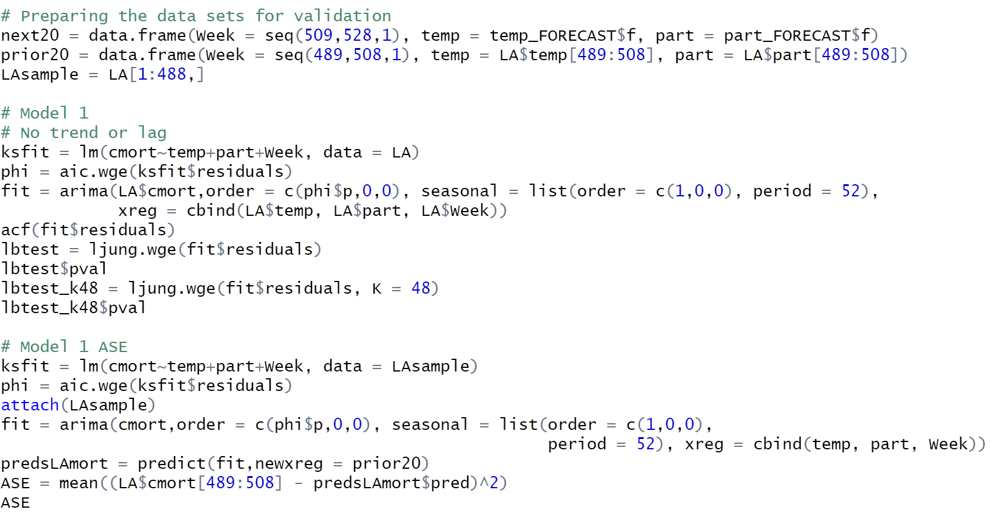 # Preparing the data sets for validation
next20 = data.frame(Week = seq(509,528,1), temp = temp_FORECAST$f, part = part_FORECAST$f)
prior20 = data.frame(Week = seq(489,508,1), temp = LA$temp[489:508], part = LA$part[489:508])
LAsample = LA[1:488,]
# Model 1
# No trend or lag
ksfit = lm(cmort~temp+part+Week, data = LA)
phi = aic.wge(ksfit$residuals)
fit = arima(LA$cmort,order = c(phi$p,0,0), seasonal = list(order = c(1,0,0), period = 52),
xreg = cbind(LA$temp, LA$part, LA$Week))
acf(fit$residuals)
lbtest = ljung.wge(fit$residuals)
lbtest$pval
lbtest_k48 = ljung.wge(fit$residuals, K = 48)
lbtest_k48$pval
# Model 1 ASE
ksfit = lm(cmort~temp+part+Week, data = LAsample)
phi = aic.wge(ksfit$residuals)
attach(LAsample)
fit = arima(cmort,order = c(phi$p,0,0), seasonal = list(order = c(1,0,0),
period = 52), xreg = cbind(temp, part, Week))
predsLAmort = predict(fit,newxreg = prior20)
ASE = mean((LA$cmort[489:508] - predsLAmort$pred)^2)
ASE